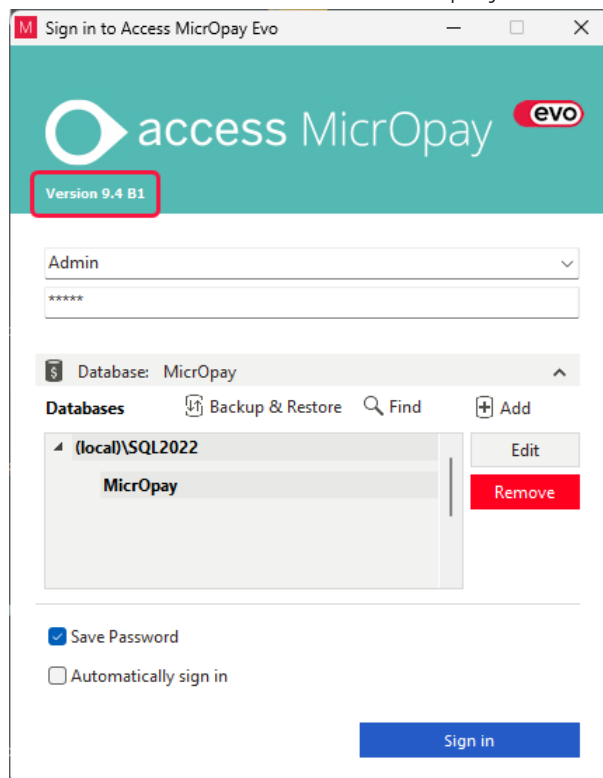 M Sign in to Access MicrOpay Evo
access MicrOpay evo
Version 9.4 B1
Admin
*****
$ Database: MicrOpay
Databases Backup & Restore Find Add
(local)\SQL2022 Edit
MicrOpay Remove
Save Password
Automatically sign in
Sign in